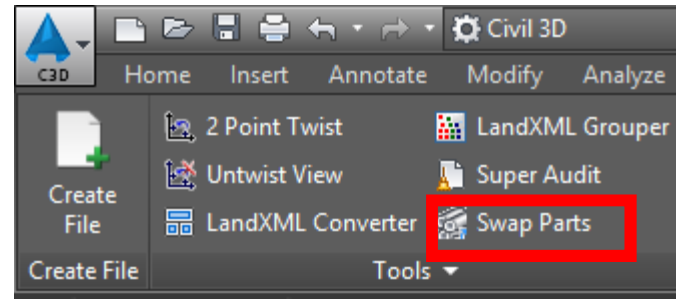 Civil 3D
C3D Home Insert Annotate Modify Analyze
2 Point Twist LandXML Grouper
Untwist View Super Audit
Create
File
LandXML Converter Swap Parts
Create File Tools